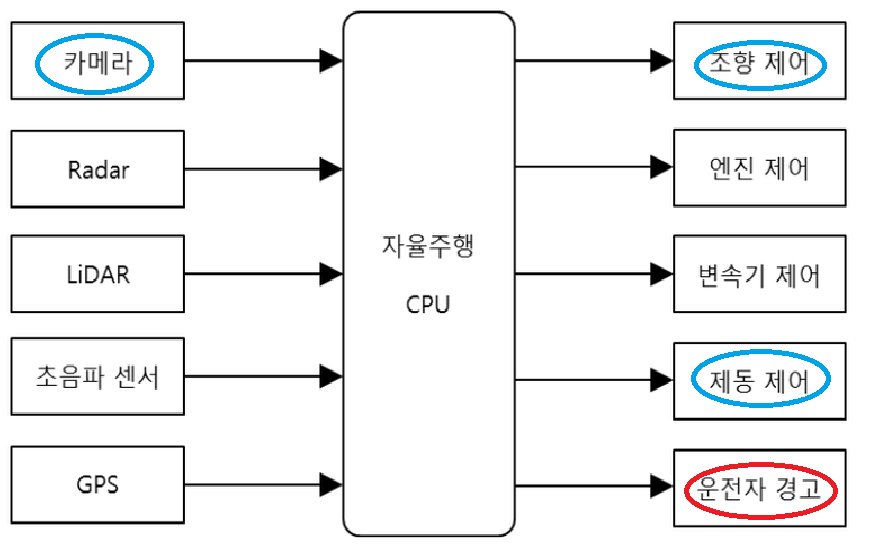 카메라
Radar
LiDAR
초음파 센서
GPS
자율주행
CPU
조향 제어
엔진 제어
변속기 제어
제동 제어
운전자 경고